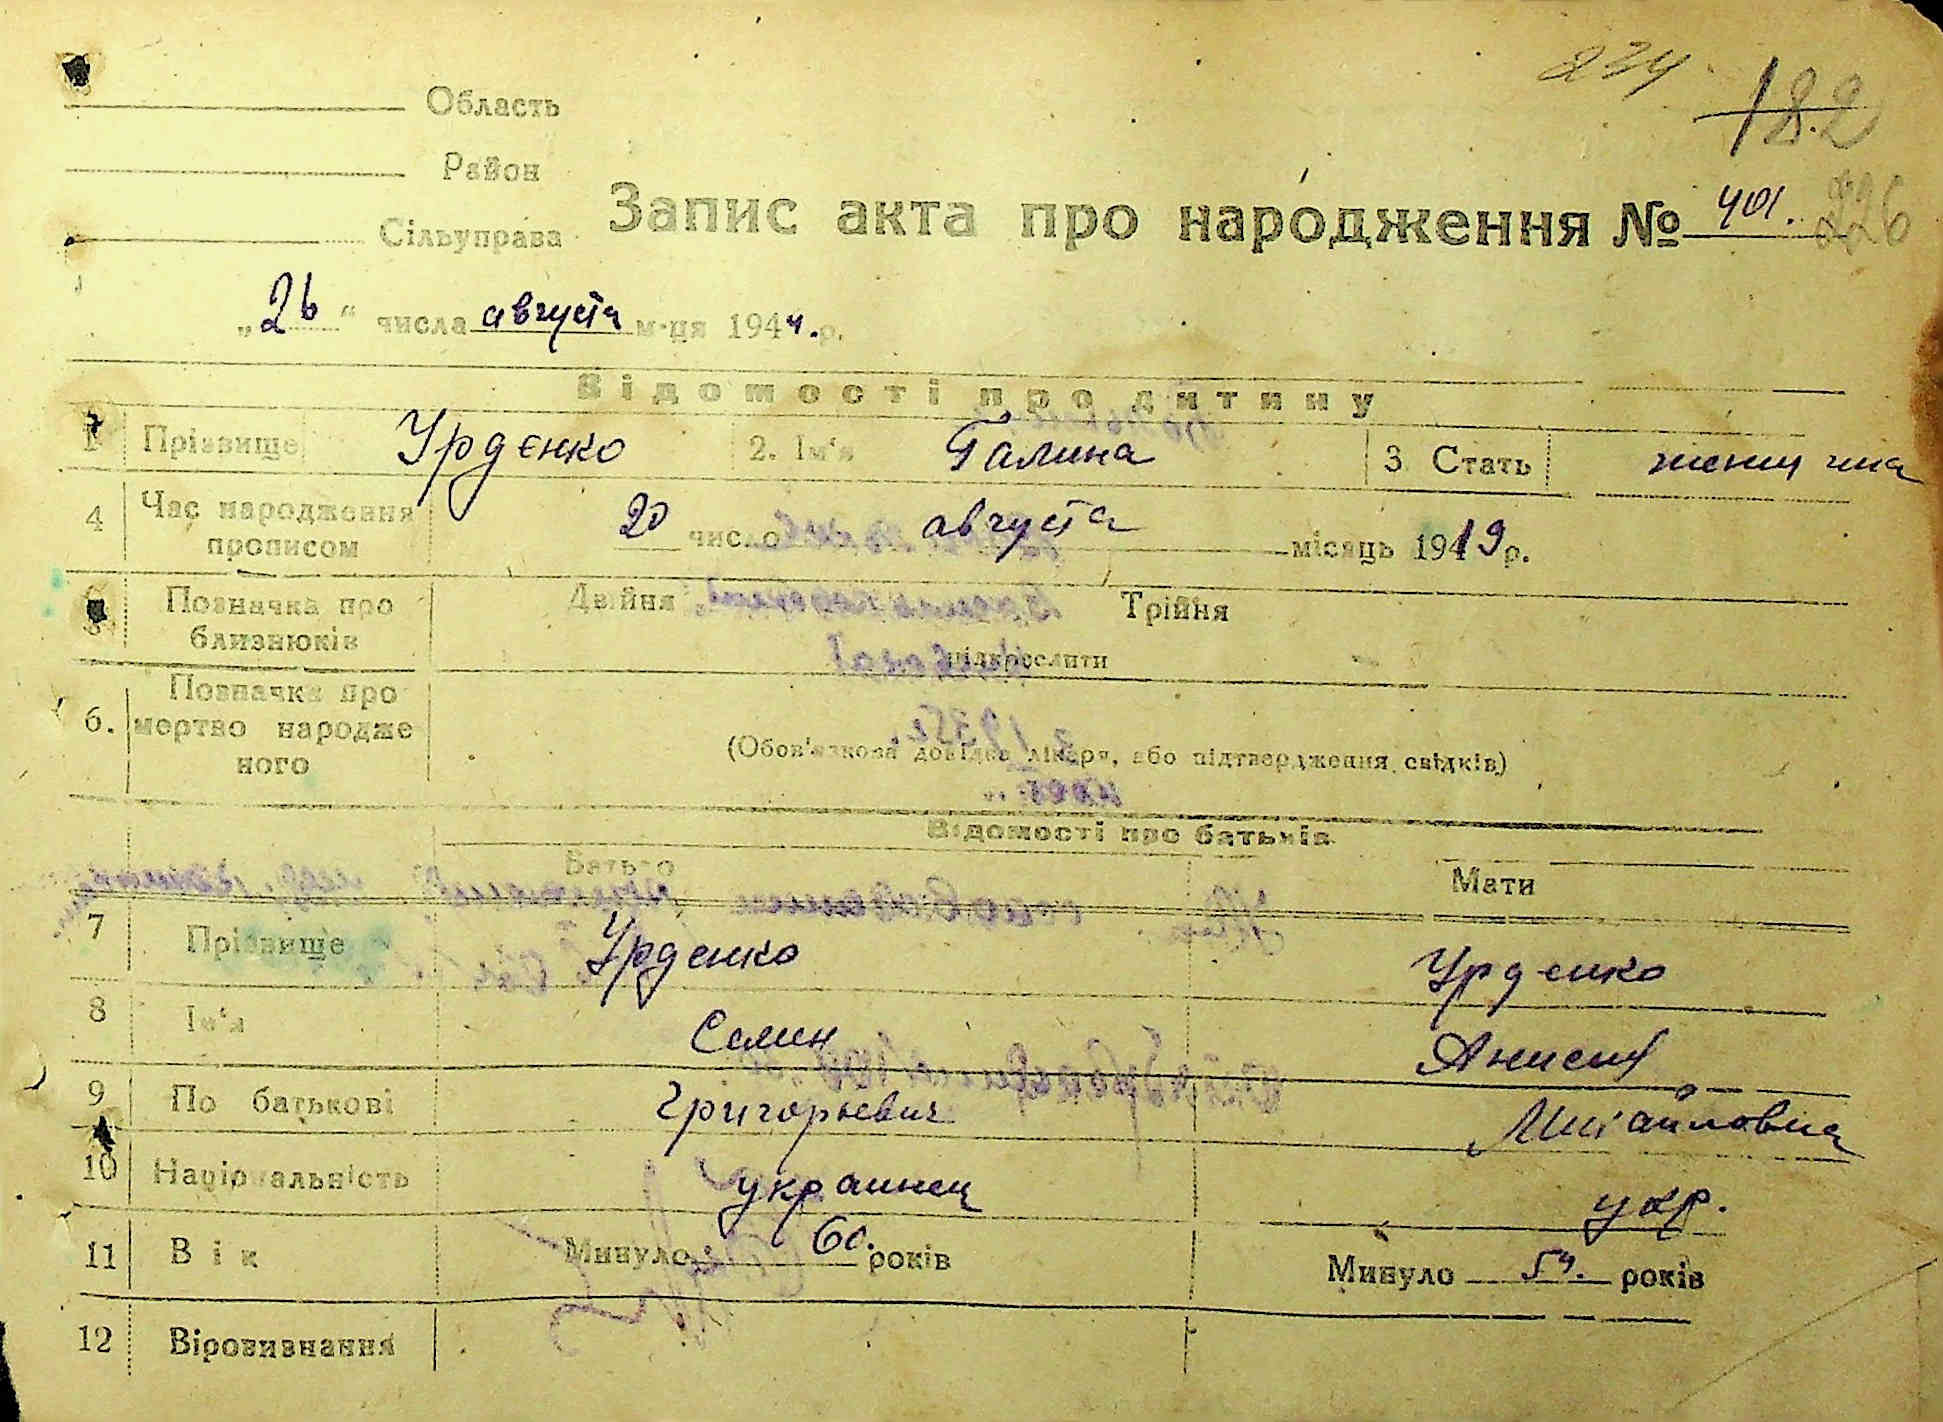 234
182
Область
Район
Сільуправа
Запис акта про народження № 401. 226
„26“ числа августа м-ця 1944.р.
Відомості про дитину
1 Прізвище Урденко 2. Ім'я Галина 3 Стать женщина
4 Час народження прописом 20 число августа місяць 1919р.
5 Позначка про близнюків Двійня Трійня
підкреслити
6. Позначка про мертво народженого
(Обов'язкова довідка лікаря, або підтвердження свідків)
Відомості про батьків
Батько Мати
7 Прізвище Урденко Урденко
8 Ім'я Семен Анисия
9 По батькові Григорьевич Михайловна
10 Національність украинец укр.
11 Вік Минуло 60. років Минуло 54. років
12 Віровизнання